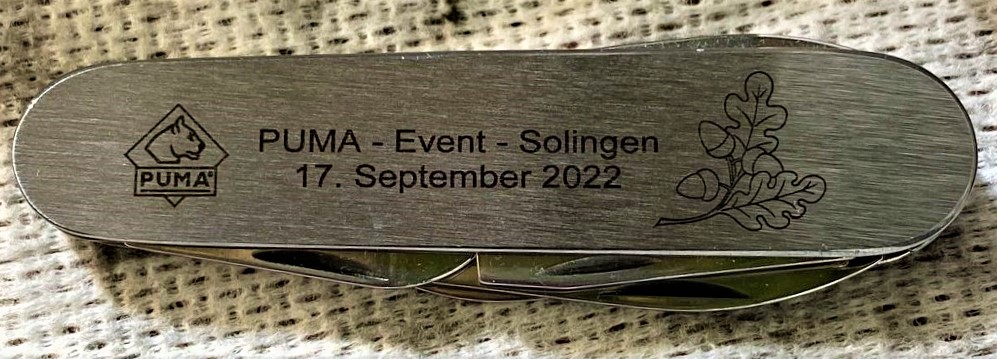 PUMA - Event - Solingen
17. September 2022
PUMA®